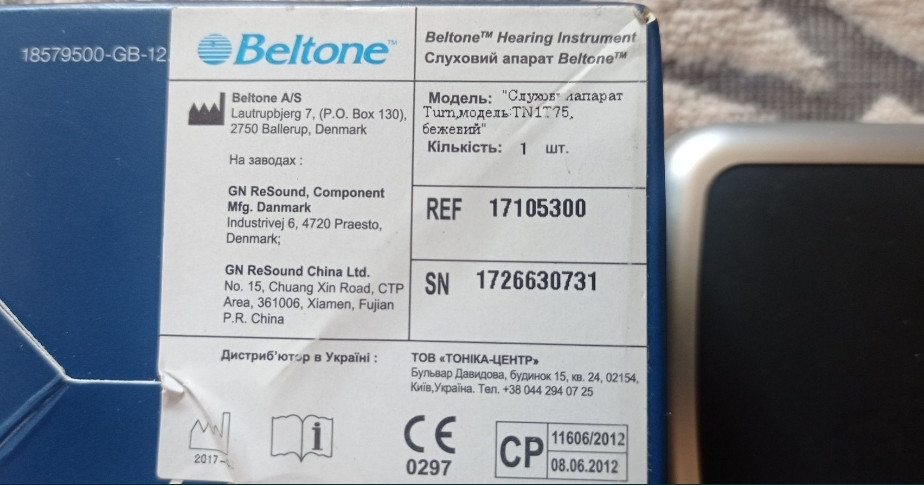 18579500-GB-12.
Beltone™
Beltone™ Hearing Instrument
Слуховий апарат Beltone™
Beltone A/S
Lautrupbjerg 7, (P.O. Box 130),
2750 Ballerup, Denmark
На заводах :
GN ReSound, Component
Mfg. Danmark
Industrivej 6, 4720 Praesto,
Denmark;
GN ReSound China Ltd.
No. 15, Chuang Xin Road, CTP
Area, 361006, Xiamen, Fujian
P.R. China
Модель: "Слухов апарат
Turn,модель TN1T75,
бежевий"
Кількість: 1 шт.
REF 17105300
SN 1726630731
Дистриб'ютор в Україні :
ТОВ «ТОНІКА-ЦЕНТР»
Бульвар Давидова, будинок 15, кв. 24, 02154,
Київ,Україна. Тел. +38 044 294 07 25
2017-
i
CE
0297
CP
11606/2012
08.06.2012